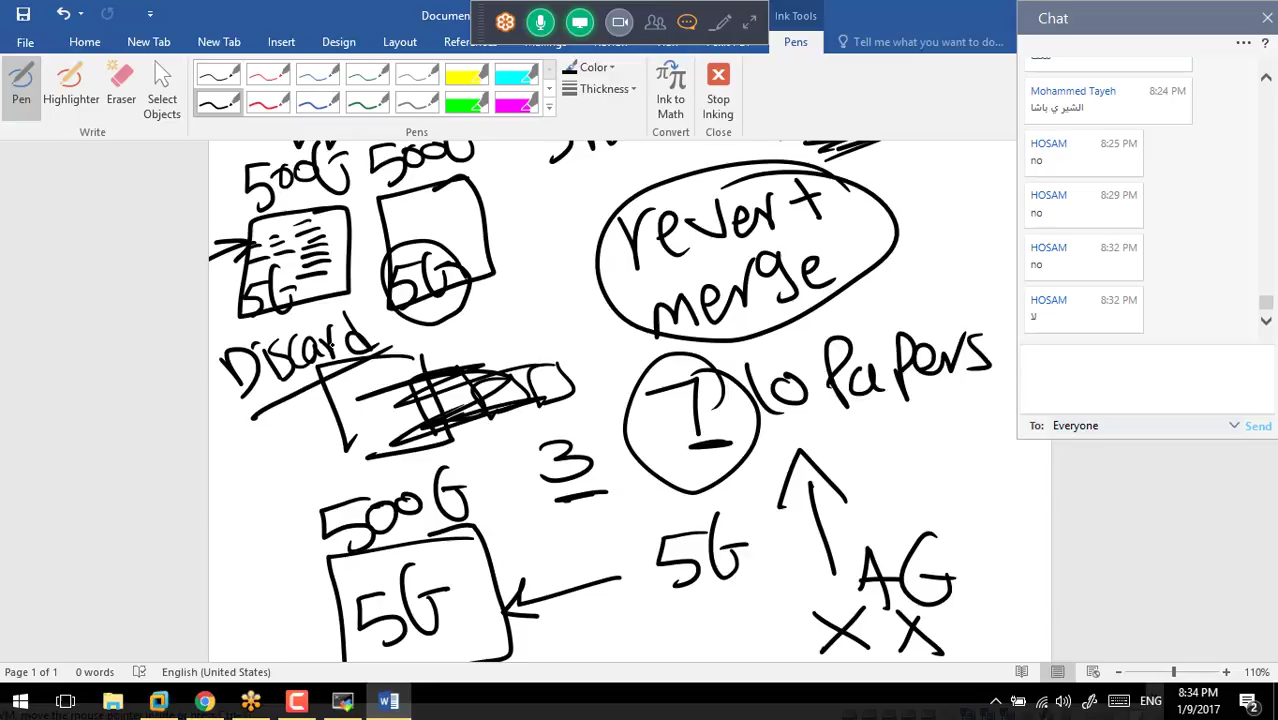 Document
Ink Tools
File
Home
New Tab
New Tab
Insert
Design
Layout
Pens
Tell me what you want to do...
Pen
Highlighter
Eraser
Select
Objects
Color
Thickness
Ink to
Math
Stop
Inking
Write
Pens
Convert
Close
500G 500G
5G 5G
revert
merge
Discard
10 Papers
3
500G
5G
5G
AG
X X
Chat
Mohammed Tayeh 8:24 PM
الشير ي باشا
HOSAM 8:25 PM
no
HOSAM 8:29 PM
no
HOSAM 8:32 PM
no
HOSAM 8:32 PM
لا
To: Everyone
Send
Page 1 of 1 0 words English (United States)
110%
ENG
8:34 PM
1/9/2017
2